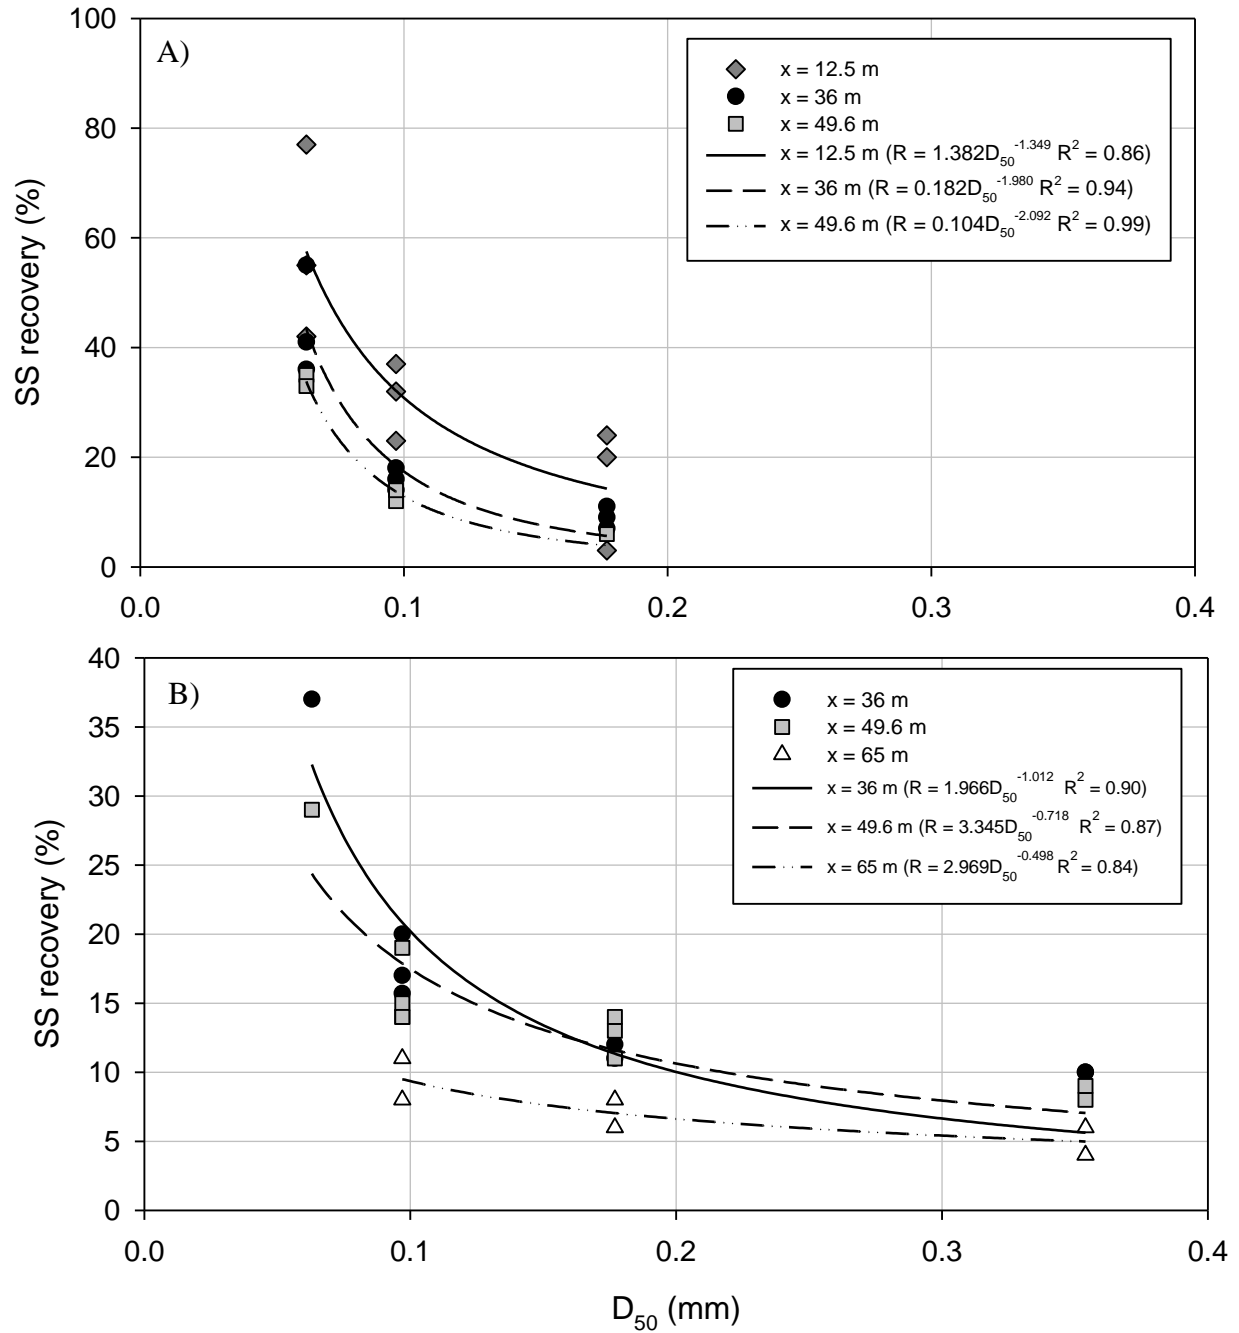 A)
100
80
60
40
20
0
SS recovery (%)
x = 12.5 m
x = 36 m
x = 49.6 m
x = 12.5 m (R = 1.382D₅₀⁻¹·³⁴⁹ R² = 0.86)
x = 36 m (R = 0.182D₅₀⁻¹·⁹⁸⁰ R² = 0.94)
x = 49.6 m (R = 0.104D₅₀⁻²·⁰⁹² R² = 0.99)
0.0 0.1 0.2 0.3 0.4
B)
40
35
30
25
20
15
10
5
0
SS recovery (%)
x = 36 m
x = 49.6 m
x = 65 m
x = 36 m (R = 1.966D₅₀⁻¹·⁰¹² R² = 0.90)
x = 49.6 m (R = 3.345D₅₀⁻⁰·⁷¹⁸ R² = 0.87)
x = 65 m (R = 2.969D₅₀⁻⁰·⁴⁹⁸ R² = 0.84)
0.0 0.1 0.2 0.3 0.4
D₅₀ (mm)